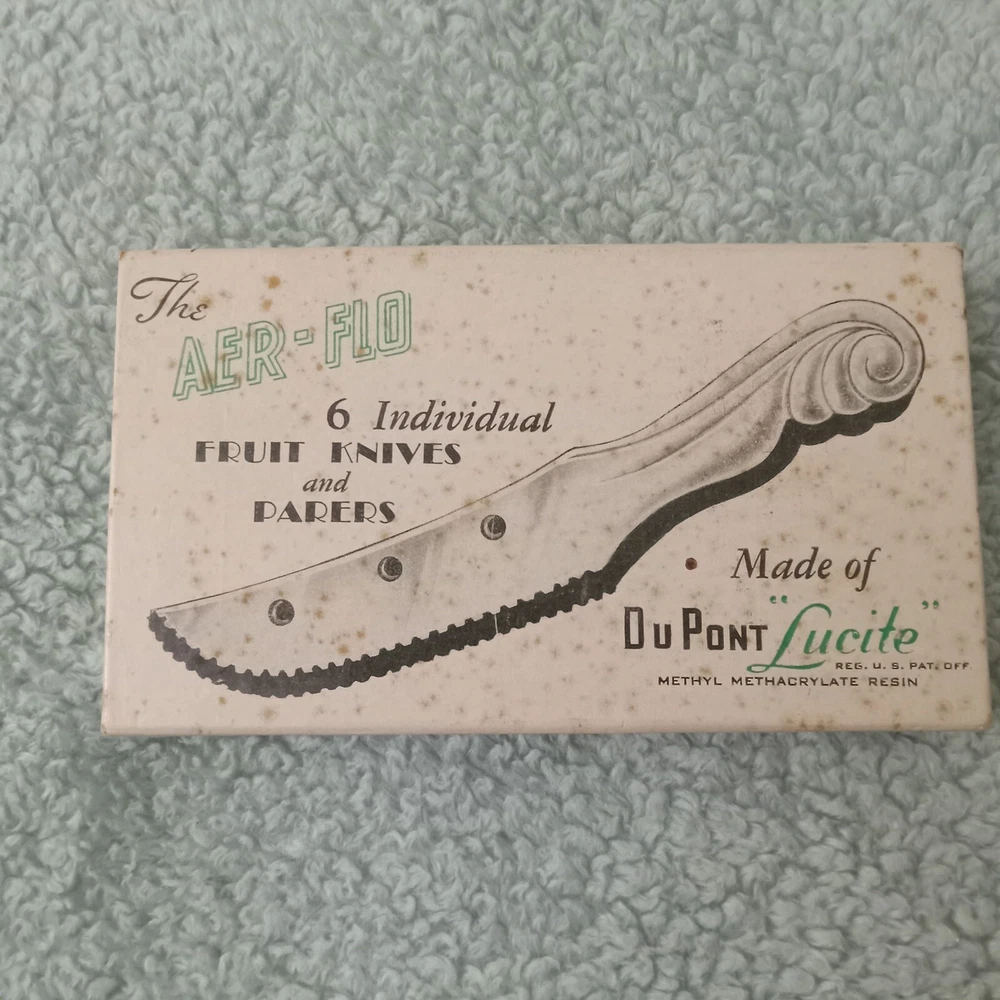 The
AER-FLO
6 Individual
FRUIT KNIVES
and
PARERS
Made of
DUPONT "Lucite"
REG. U. S. PAT. OFF
METHYL METHACRYLATE RESIN